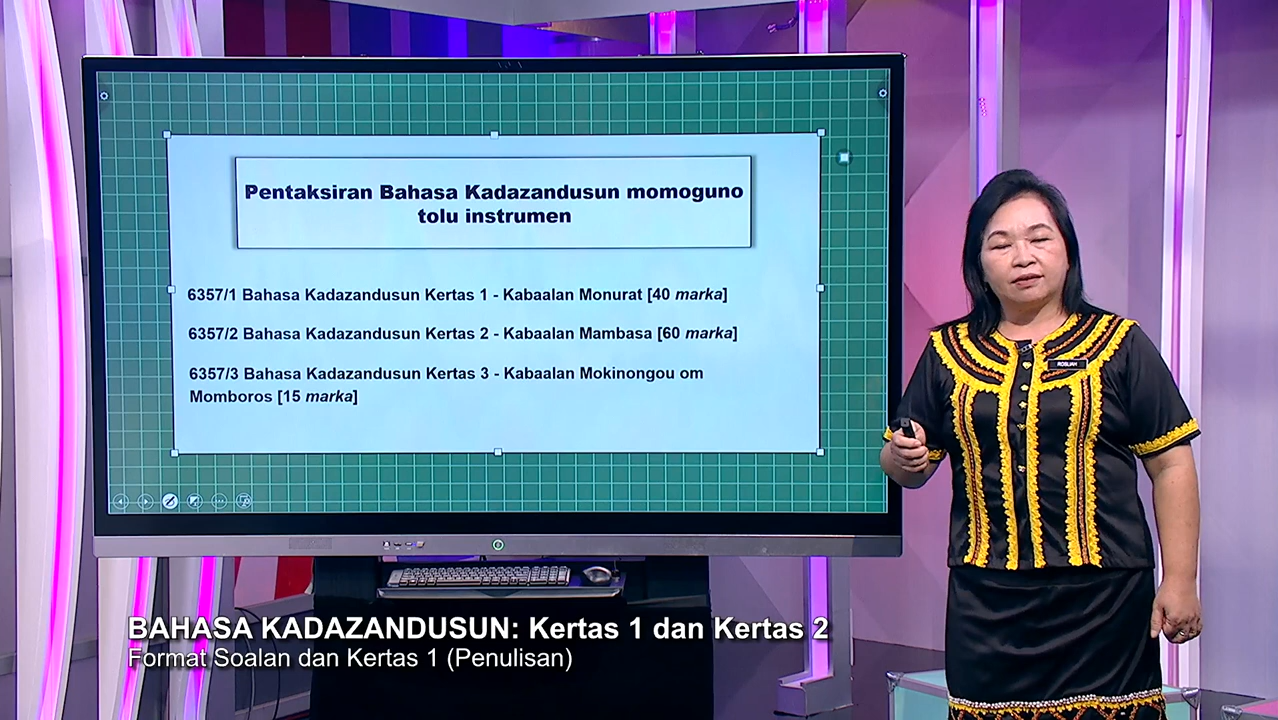 Pentaksiran Bahasa Kadazandusun momoguno
tolu instrumen
6357/1 Bahasa Kadazandusun Kertas 1 - Kabaalan Monurat [40 marka]
6357/2 Bahasa Kadazandusun Kertas 2 - Kabaalan Mambasa [60 marka]
6357/3 Bahasa Kadazandusun Kertas 3 - Kabaalan Mokinongou om
Momboros [15 marka]
ROSLIAH
BAHASA KADAZANDUSUN: Kertas 1 dan Kertas 2
Format Soalan dan Kertas 1 (Penulisan)